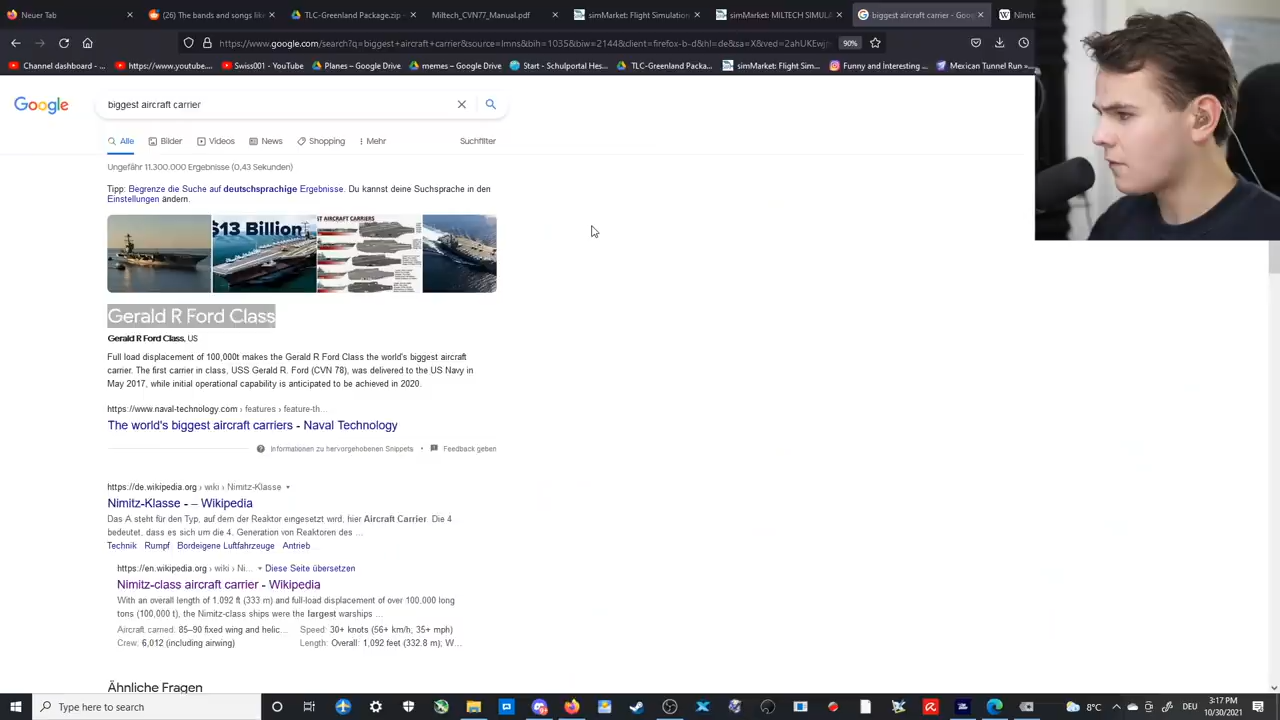 Neuer Tab
(26) The songs like
TLC-Greenland Package.zip -
Miltech_CVN77_Manual.pdf
simMarket: Flight Simulation
simMarket: MILTECH SIMUL
biggest aircraft carrier - Goo
Nimit
https://www.google.com/search?q=biggest+aircraft+carrier&source=lmns&bih=1035&biw=2144&client=firefox-b-d&hl=de&sa=X&ved=2ahUKEwj
90%
Channel dashboard -
https://www.youtube....
Swiss001 - YouTube
Planes – Google Drive
memes – Google Drive
Start - Schulportal Hes...
TLC-Greenland Packa...
simMarket: Flight Sim...
Funny and Interesting ...
Mexican Tunnel Run »...
Google
biggest aircraft carrier
Alle
Bilder
Videos
News
Shopping
Mehr
Suchfilter
Ungefähr 11.300.000 Ergebnisse (0,43 Sekunden)
Tipp: Begrenze die Suche auf deutschsprachige Ergebnisse. Du kannst deine Suchsprache in den
Einstellungen ändern.
$13 Billion
ST AIRCRAFT CARRIERS
Gerald R Ford Class
Gerald R Ford Class, US
Full load displacement of 100,000t makes the Gerald R Ford Class the world's biggest aircraft
carrier. The first carrier in class, USS Gerald R. Ford (CVN 78), was delivered to the US Navy in
May 2017, while initial operational capability is anticipated to be achieved in 2020.
https://www.naval-technology.com › features › feature-th...
The world's biggest aircraft carriers - Naval Technology
Informationen zu hervorgehobenen Snippets • Feedback geben
https://de.wikipedia.org › wiki › Nimitz-Klasse
Nimitz-Klasse - – Wikipedia
Das A steht für den Typ, auf dem der Reaktor eingesetzt wird, hier Aircraft Carrier. Die 4
bedeutet, dass es sich um die 4. Generation von Reaktoren des ...
Technik Rumpf Bordeigene Luftfahrzeuge Antrieb
https://en.wikipedia.org › wiki › Ni... Diese Seite übersetzen
Nimitz-class aircraft carrier - Wikipedia
With an overall length of 1,092 ft (333 m) and full-load displacement of over 100,000 long
tons (100,000 t), the Nimitz-class ships were the largest warships ...
Aircraft carried: 85–90 fixed wing and helic... Speed: 30+ knots (56+ km/h; 35+ mph)
Crew: 6,012 (including airwing) Length: Overall: 1,092 feet (332.8 m); W...
Ähnliche Fragen
Type here to search
8°C
DEU
3:17 PM
10/30/2021